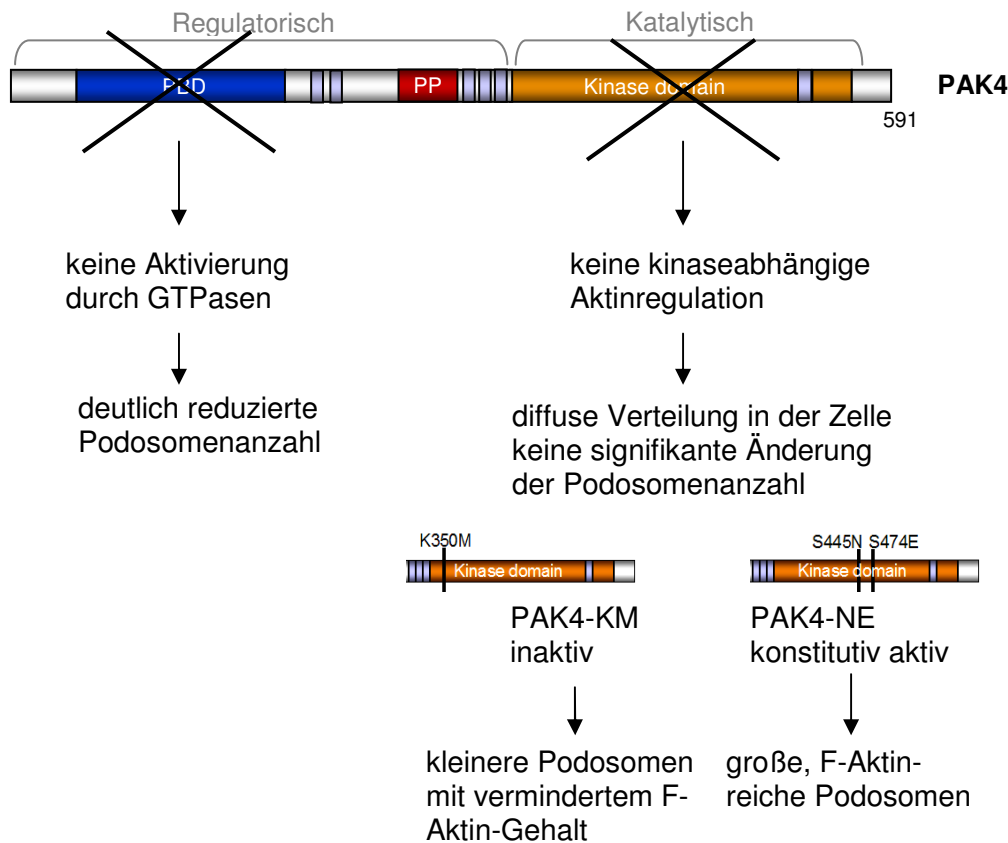 Regulatorisch
Katalytisch
PBD
PP
Kinase domain
PAK4
591
keine Aktivierung
durch GTPasen
deutlich reduzierte
Podosomenanzahl
keine kinaseabhängige
Aktinregulation
diffuse Verteilung in der Zelle
keine signifikante Änderung
der Podosomenanzahl
K350M
Kinase domain
PAK4-KM
inaktiv
kleinere Podosomen
mit vermindertem F-
Aktin-Gehalt
S445N S474E
Kinase domain
PAK4-NE
konstitutiv aktiv
große, F-Aktin-
reiche Podosomen